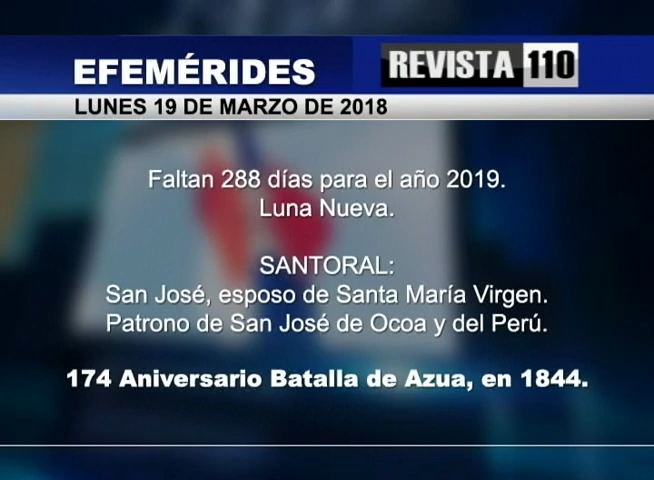 EFEMÉRIDES
REVISTA 110
LUNES 19 DE MARZO DE 2018
Faltan 288 días para el año 2019.
Luna Nueva.
SANTORAL:
San José, esposo de Santa María Virgen.
Patrono de San José de Ocoa y del Perú.
174 Aniversario Batalla de Azua, en 1844.